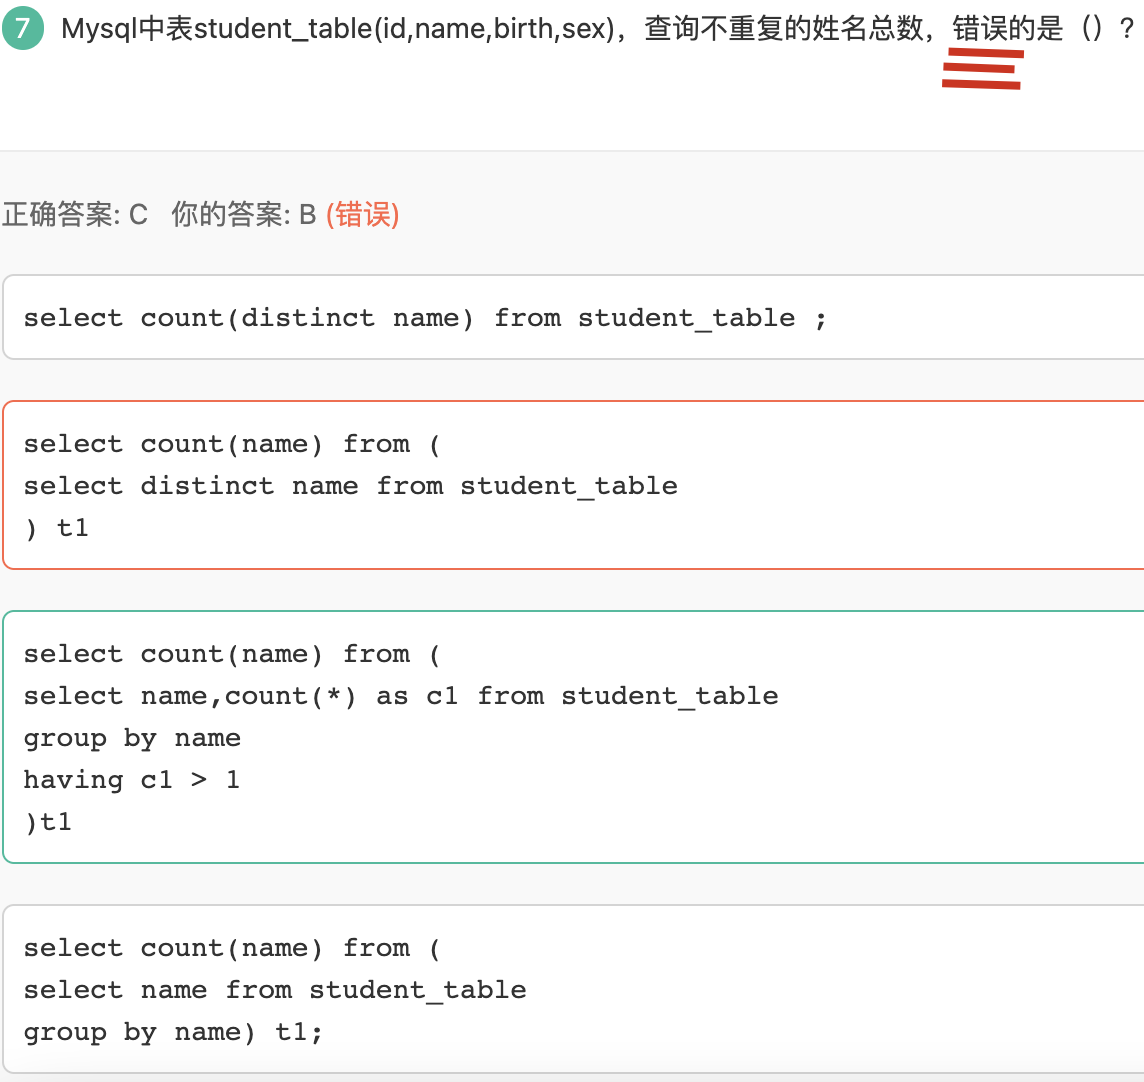 7 Mysql中表student_table(id,name,birth,sex)，查询不重复的姓名总数，错误的是（）?
正确答案: C 你的答案: B (错误)
select count(distinct name) from student_table ;
select count(name) from (
select distinct name from student_table
) t1
select count(name) from (
select name,count(*) as c1 from student_table
group by name
having c1 > 1
)t1
select count(name) from (
select name from student_table
group by name) t1;